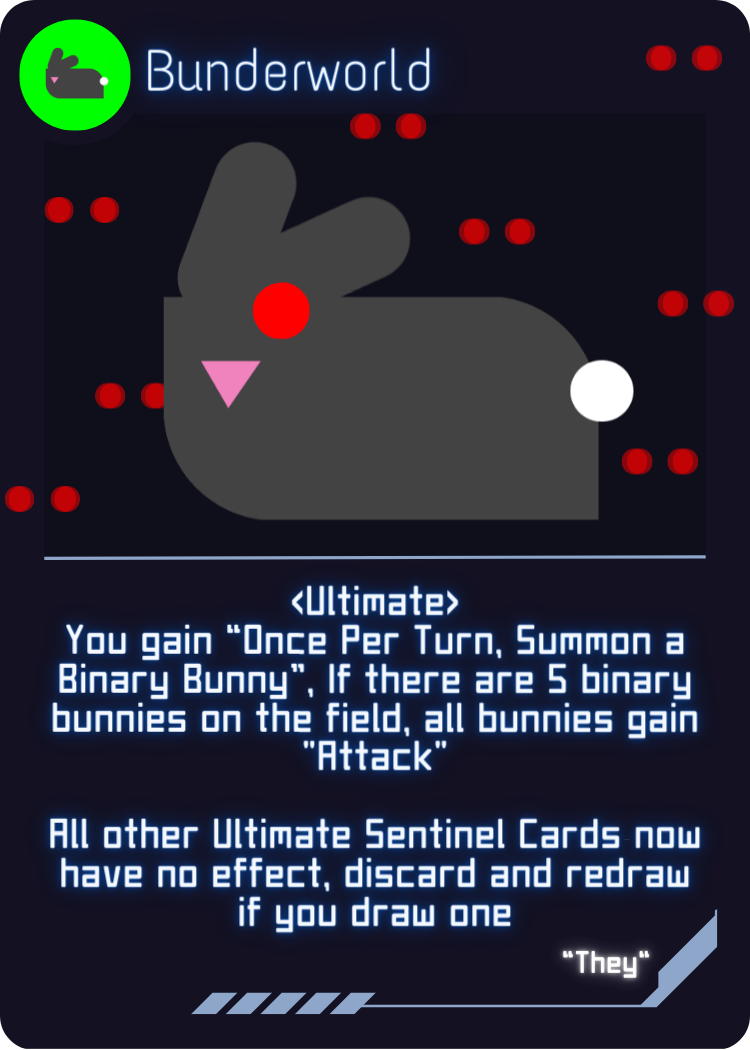 Bunderworld
<Ultimate>
You gain “Once Per Turn, Summon a
Binary Bunny”, If there are 5 binary
bunnies on the field, all bunnies gain
"Attack"
All other Ultimate Sentinel Cards now
have no effect, discard and redraw
if you draw one
“They“